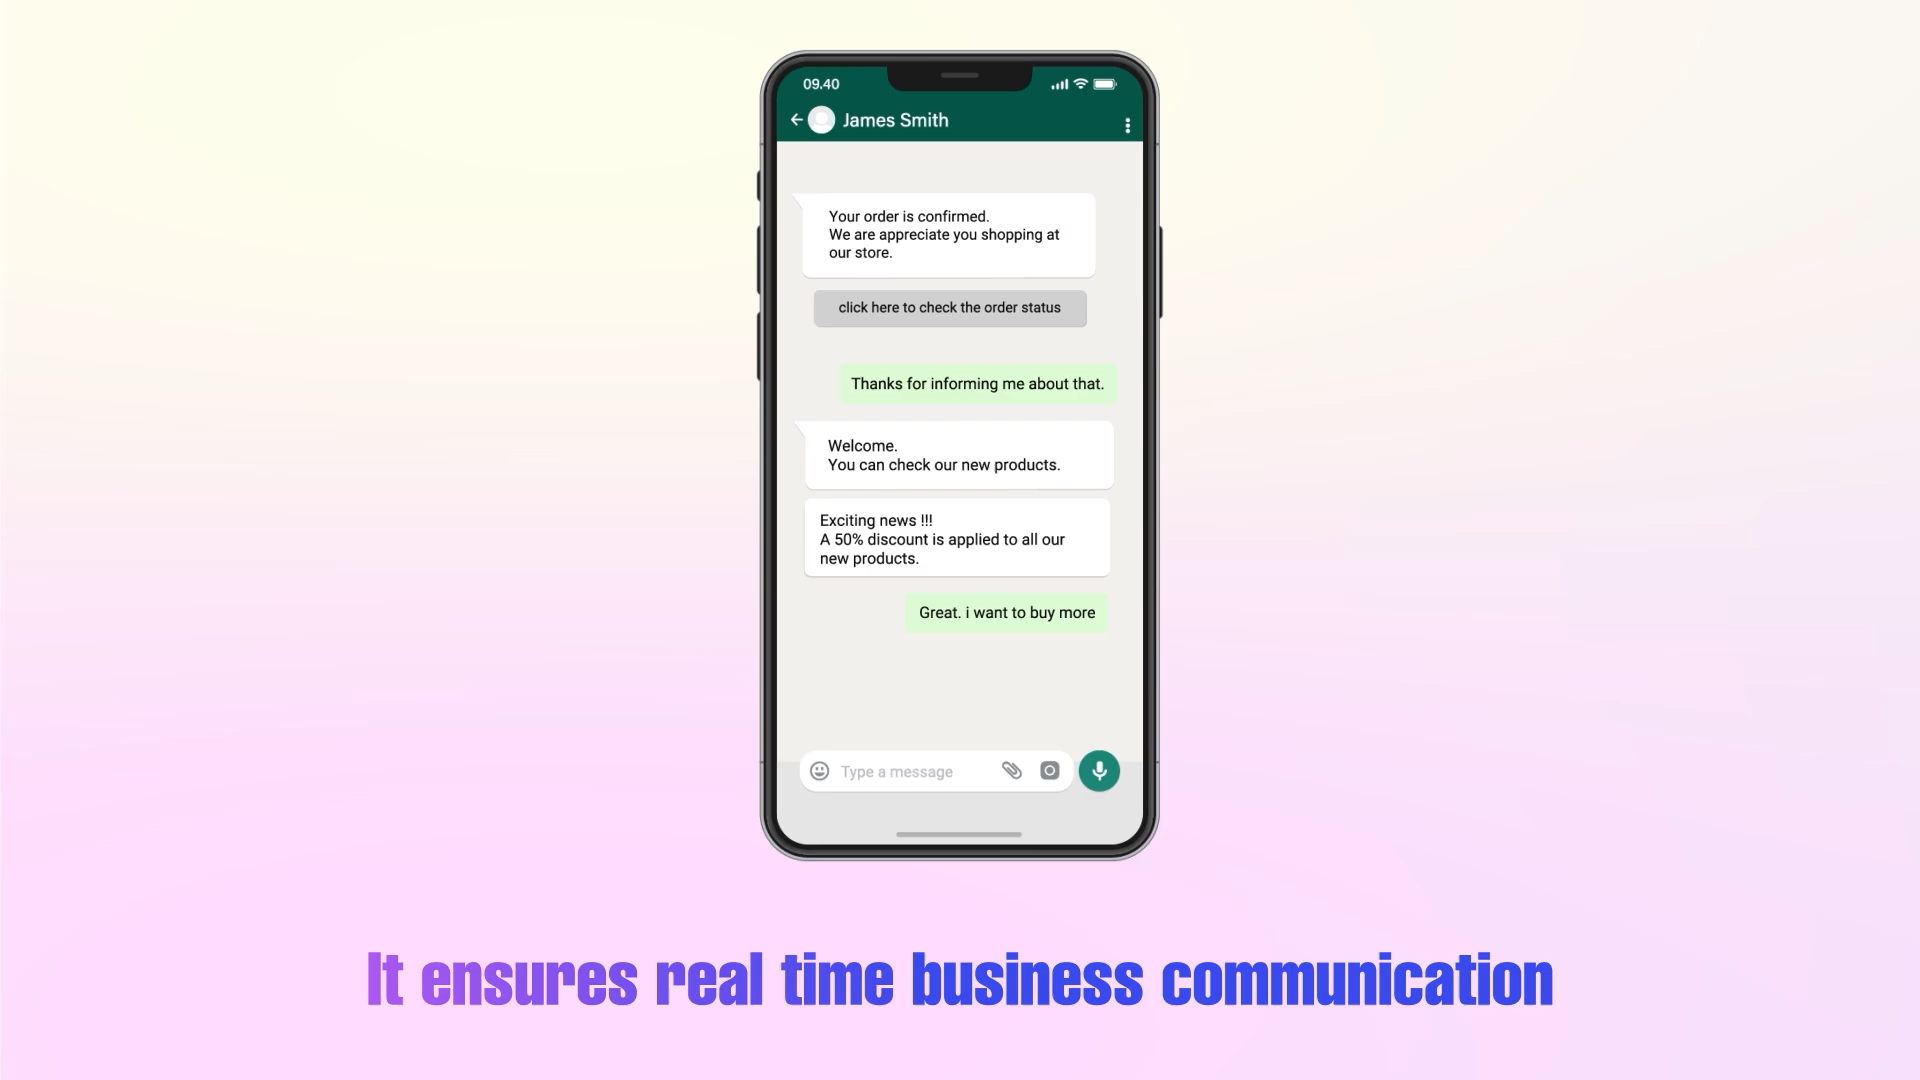 09.40
James Smith
Your order is confirmed.
We are appreciate you shopping at
our store.
click here to check the order status
Thanks for informing me about that.
Welcome.
You can check our new products.
Exciting news !!!
A 50% discount is applied to all our
new products.
Great. i want to buy more
Type a message
It ensures real time business communication